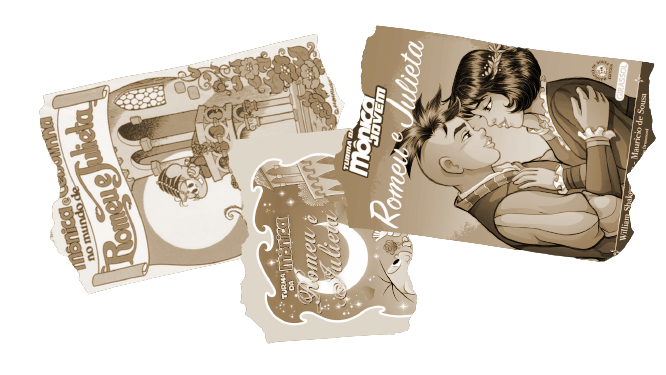 Mônica e Cebolinha
no mundo de
Romeu e Julieta
TURMA
DA
Mônica
Romeu e
Julieta
TURMA DA
Mônica
JOVEM
Romeu e Julieta
GIRASSOL
William
Mauricio de Sousa